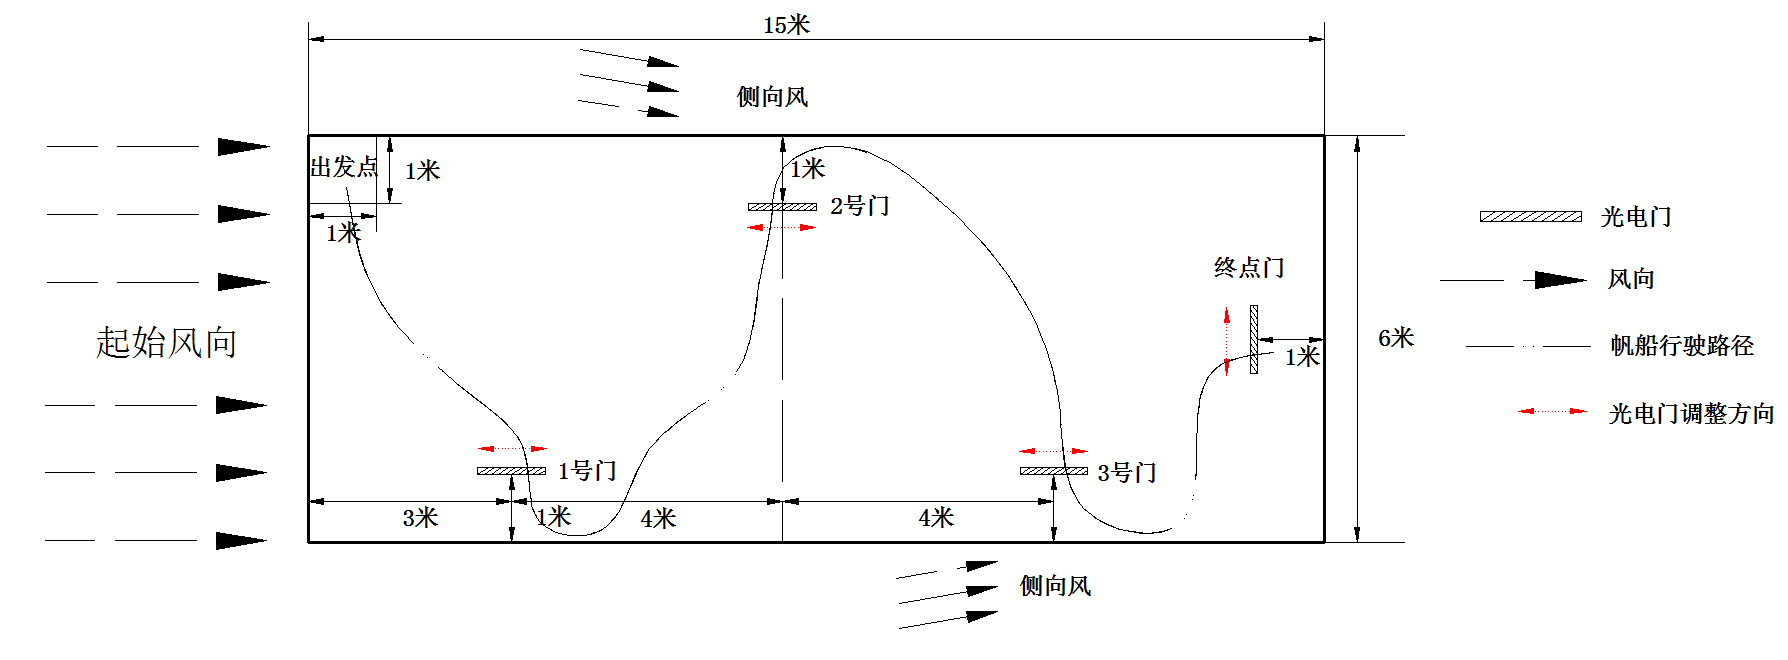 15米
侧向风
出发点
1米
1米
1米
2号门
光电门
终点门
风向
起始风向
6米
1米
帆船行驶路径
光电门调整方向
1号门
3号门
3米
1米
4米
4米
侧向风